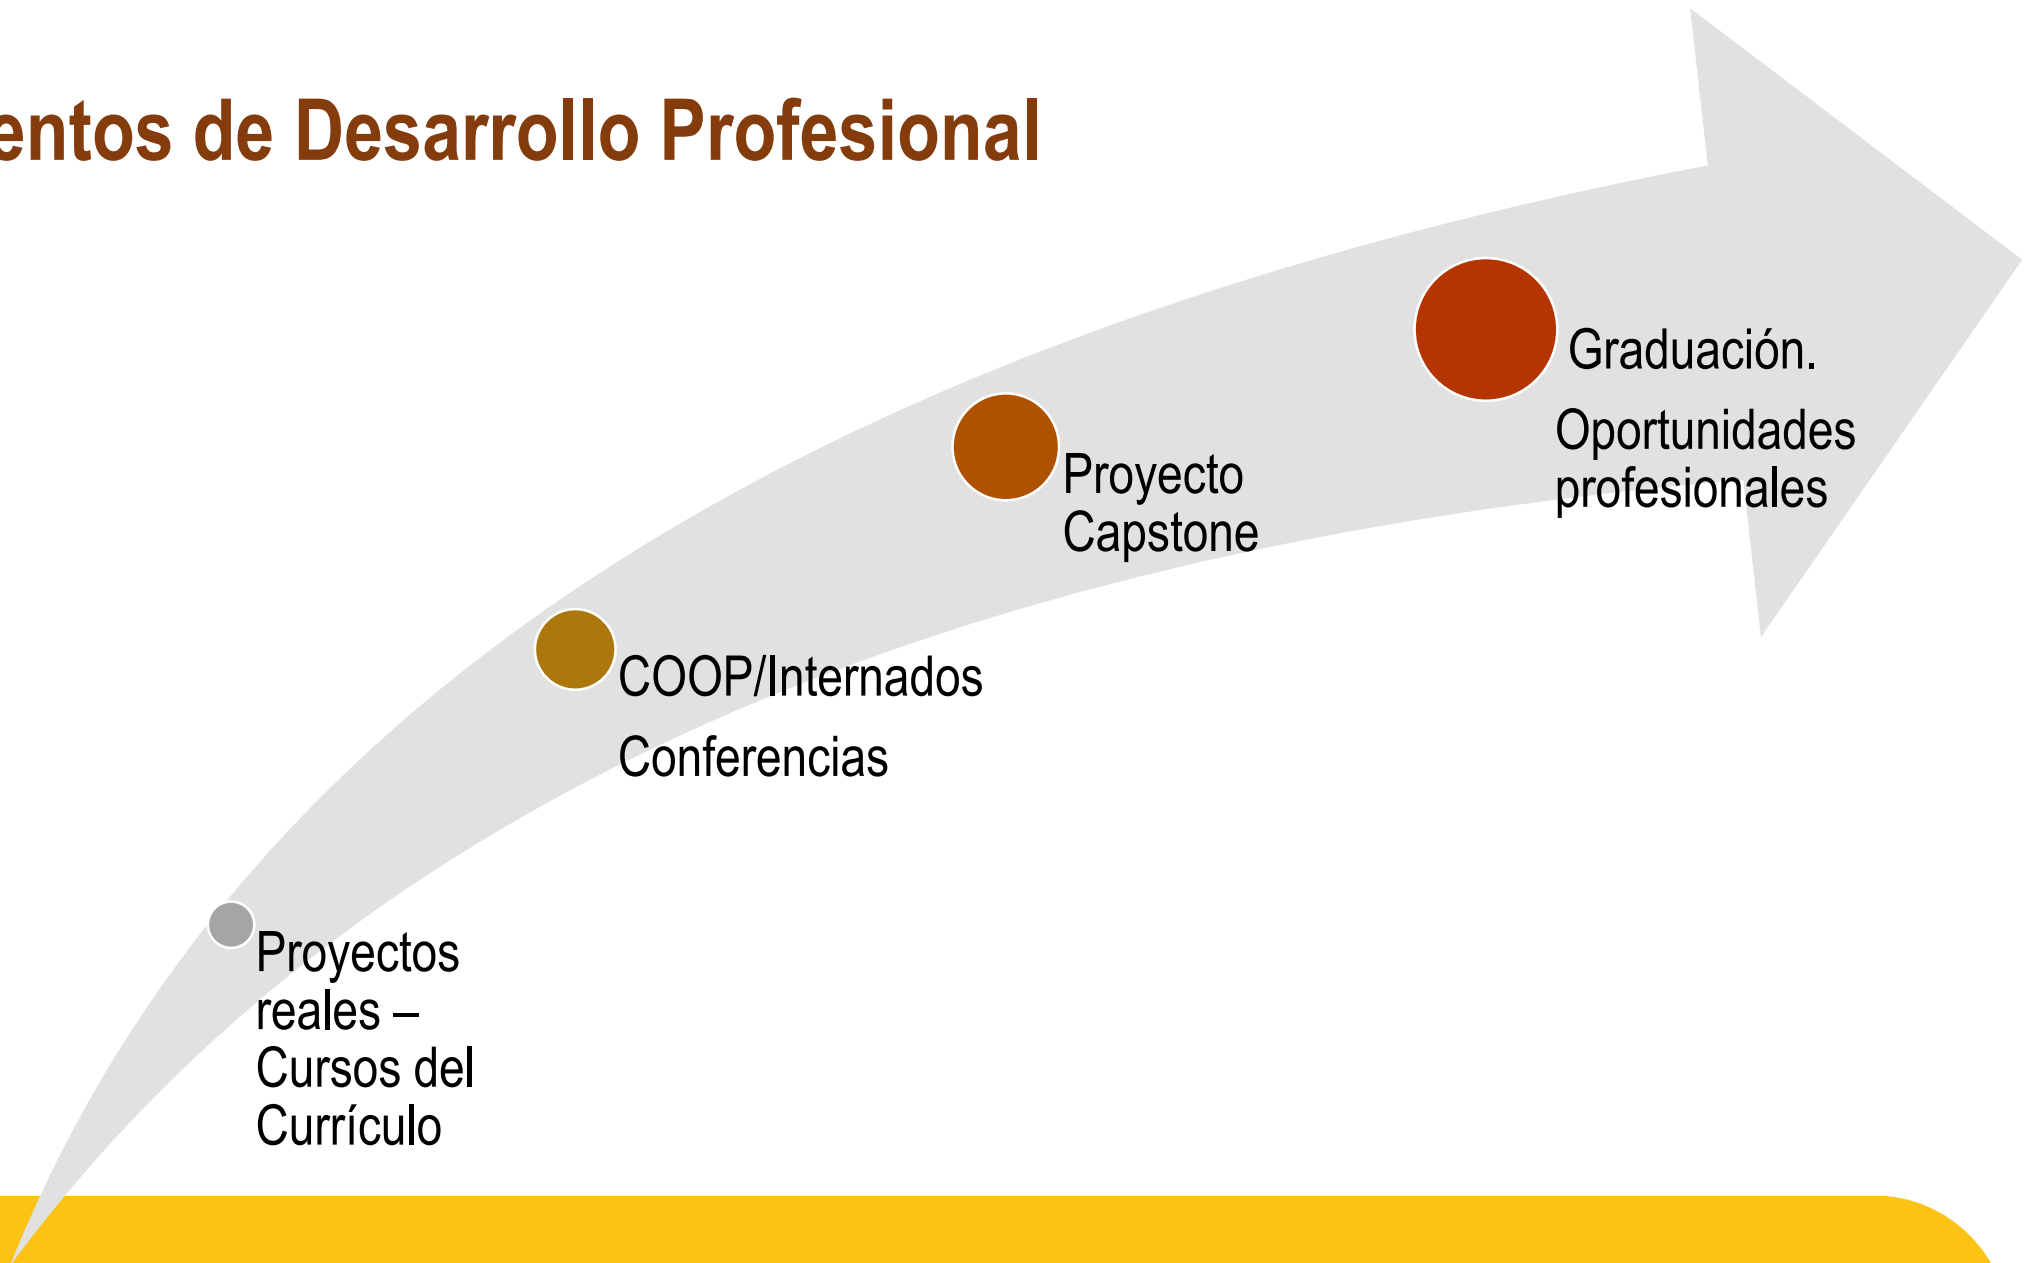 entos de Desarrollo Profesional
Graduación.
Oportunidades
profesionales
Proyecto
Capstone
COOP/Internados
Conferencias
Proyectos
reales –
Cursos del
Currículo